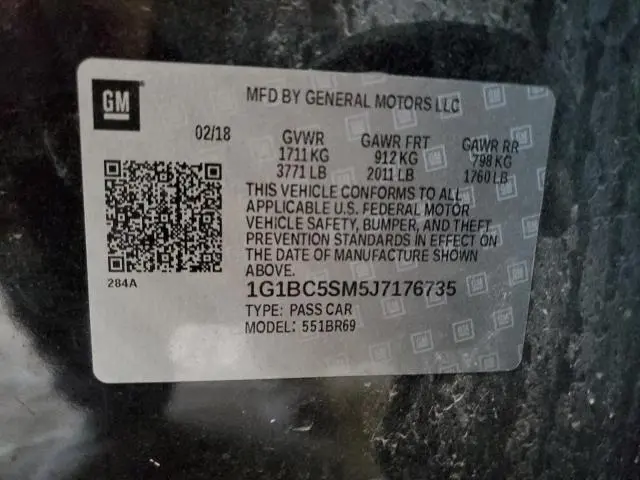 GM
MFD BY GENERAL MOTORS LLC
02/18 GVWR GAWR FRT GAWR RR
1711 KG 912 KG 798 KG
3771 LB 2011 LB 1760 LB
THIS VEHICLE CONFORMS TO ALL
APPLICABLE U.S. FEDERAL MOTOR
VEHICLE SAFETY, BUMPER, AND THEFT
PREVENTION STANDARDS IN EFFECT ON
THE DATE OF MANUFACTURE SHOWN
ABOVE.
284A
1G1BC5SM5J7176735
TYPE: PASS CAR
MODEL: 551BR69